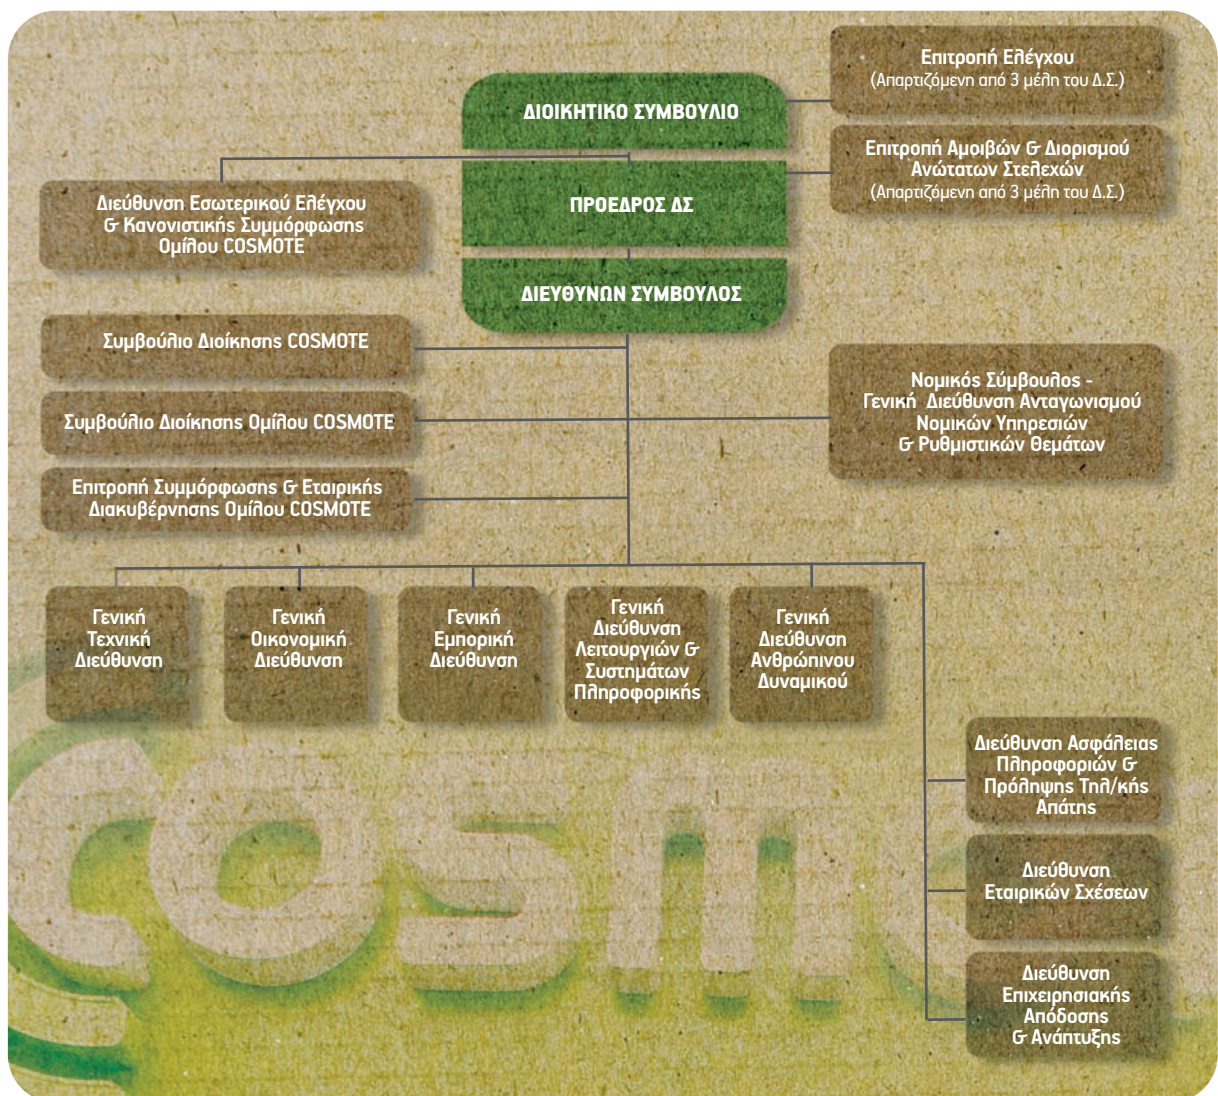 Επιτροπή Ελέγχου
(Απαρτιζόμενη από 3 μέλη του Δ.Σ.)
ΔΙΟΙΚΗΤΙΚΟ ΣΥΜΒΟΥΛΙΟ
Επιτροπή Αμοιβών & Διορισμού
Ανώτατων Στελεχών
(Απαρτιζόμενη από 3 μέλη του Δ.Σ.)
Διεύθυνση Εσωτερικού Ελέγχου
& Κανονιστικής Συμμόρφωσης
Ομίλου COSMOTE
ΠΡΟΕΔΡΟΣ ΔΣ
ΔΙΕΥΘΥΝΩΝ ΣΥΜΒΟΥΛΟΣ
Συμβούλιο Διοίκησης COSMOTE
Συμβούλιο Διοίκησης Ομίλου COSMOTE
Επιτροπή Συμμόρφωσης & Εταιρικής
Διακυβέρνησης Ομίλου COSMOTE
Νομικός Σύμβουλος -
Γενική Διεύθυνση Ανταγωνισμού
Νομικών Υπηρεσιών
& Ρυθμιστικών Θεμάτων
Γενική
Τεχνική
Διεύθυνση
Γενική
Οικονομική
Διεύθυνση
Γενική
Εμπορική
Διεύθυνση
Γενική
Διεύθυνση
Λειτουργιών &
Συστημάτων
Πληροφορικής
Γενική
Διεύθυνση
Ανθρώπινου
Δυναμικού
Διεύθυνση Ασφάλειας
Πληροφοριών &
Πρόληψης Τηλ/κής
Απάτης
Διεύθυνση
Εταιρικών Σχέσεων
Διεύθυνση
Επιχειρησιακής
Απόδοσης
& Ανάπτυξης
cosm